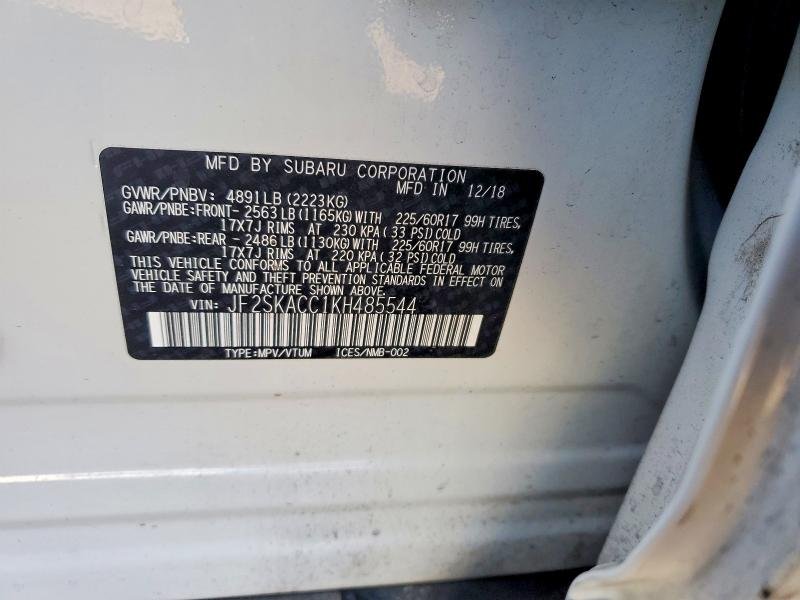 MFD BY SUBARU CORPORATION
MFD IN 12/18
GVWR/PNBV: 4891LB (2223KG)
GAWR/PNBE:FRONT- 2563 LB (1165KG) WITH 225/60R17 99H TIRES,
17X7J RIMS AT 230 KPA (33 PSI) COLD
GAWR/PNBE:REAR - 2486 LB (1130KG) WITH 225/60R17 99H TIRES,
17X7J RIMS AT 220 KPA (32 PSI) COLD
THIS VEHICLE CONFORMS TO ALL APPLICABLE FEDERAL MOTOR
VEHICLE SAFETY AND THEFT PREVENTION STANDARDS IN EFFECT ON
THE DATE OF MANUFACTURE SHOWN ABOVE.
VIN: JF2SKACC1KH485544
TYPE:MPV/VTUM ICES/NMB-002